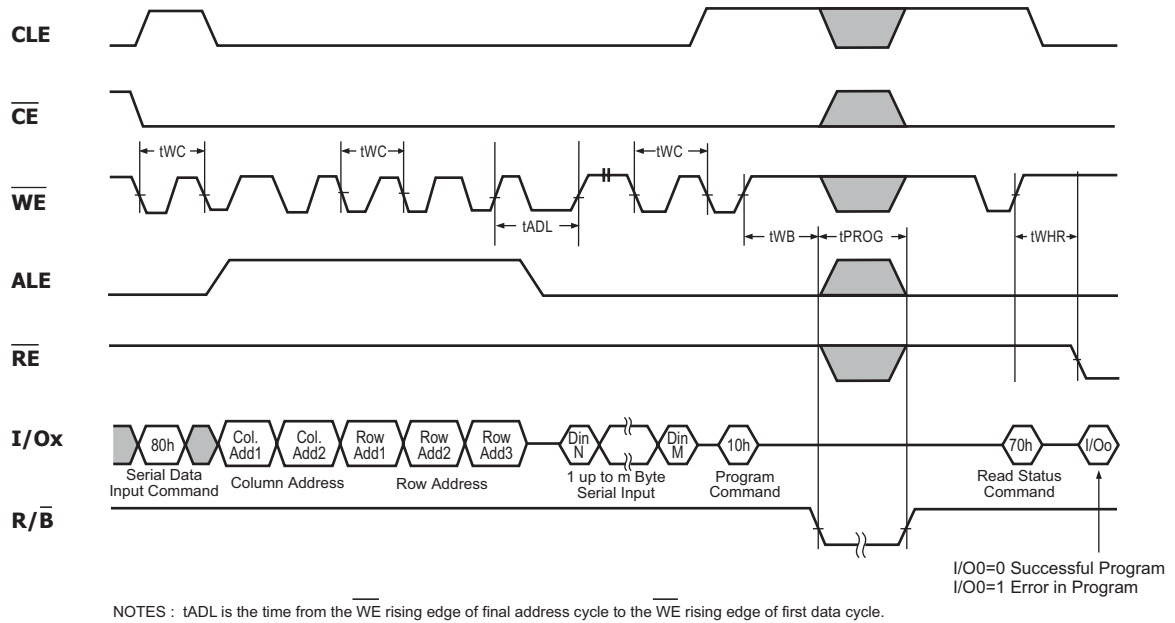 CLE
CE
tWC
tWC
tWC
WE
tADL
tWB
tPROG
tWHR
ALE
RE
I/Ox
80h
Col. Add1
Col. Add2
Row Add1
Row Add2
Row Add3
Din N
Din M
10h
70h
I/Oo
Serial Data
Input Command
Column Address
Row Address
1 up to m Byte
Serial Input
Program
Command
Read Status
Command
R/B
I/O0=0 Successful Program
I/O0=1 Error in Program
NOTES : tADL is the time from the WE rising edge of final address cycle to the WE rising edge of first data cycle.